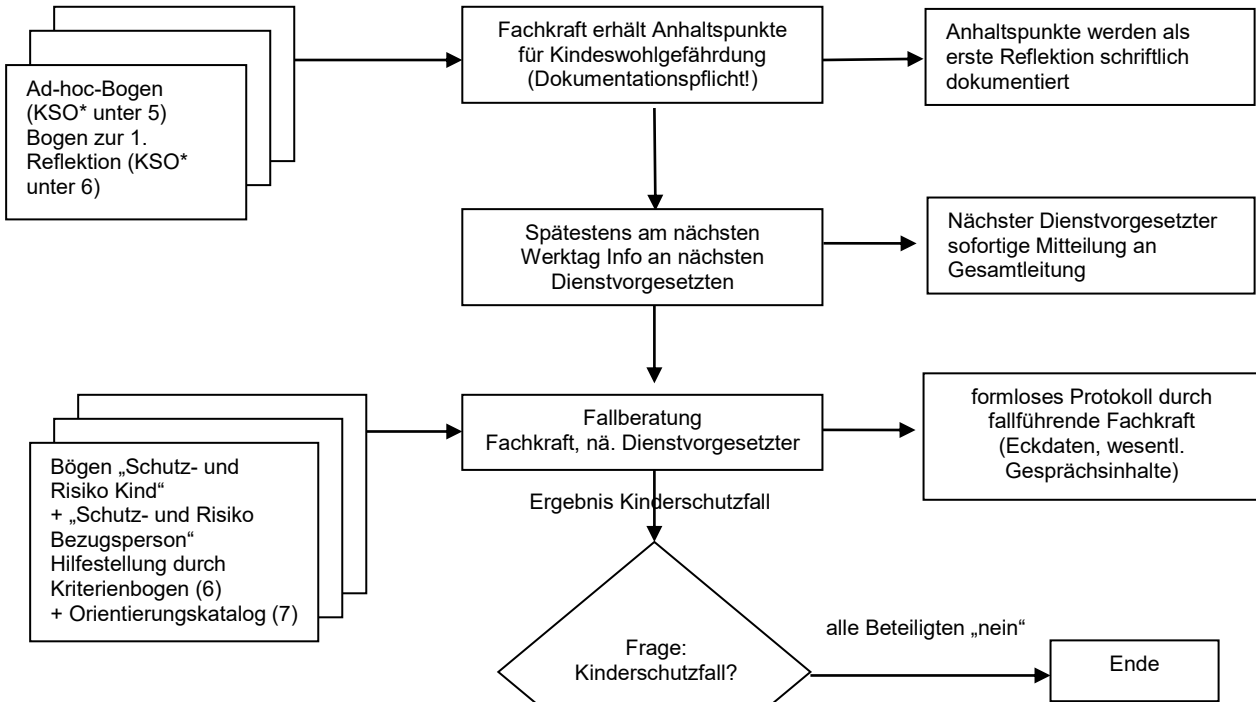 Fachkraft erhält Anhaltspunkte
für Kindeswohlgefährdung
(Dokumentationspflicht!)
Anhaltspunkte werden als
erste Reflektion schriftlich
dokumentiert
Ad-hoc-Bogen
(KSO* unter 5)
Bogen zur 1.
Reflektion (KSO*
unter 6)
Spätestens am nächsten
Werktag Info an nächsten
Dienstvorgesetzten
Nächster Dienstvorgesetzter
sofortige Mitteilung an
Gesamtleitung
Fallberatung
Fachkraft, nä. Dienstvorgesetzter
formloses Protokoll durch
fallführende Fachkraft
(Eckdaten, wesentl.
Gesprächsinhalte)
Bögen „Schutz- und
Risiko Kind“
+ „Schutz- und Risiko
Bezugsperson“
Hilfestellung durch
Kriterienbogen (6)
+ Orientierungskatalog (7)
Ergebnis Kinderschutzfall
Frage:
Kinderschutzfall?
alle Beteiligten „nein“
Ende